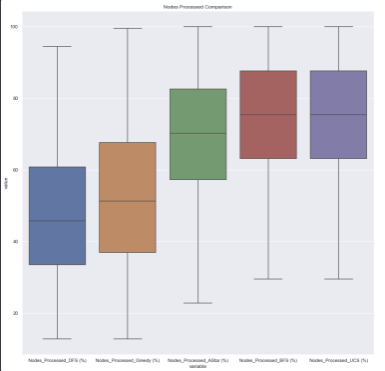 Nodes Processed Comparison
100
80
60
40
20
value
Nodes_Processed_DFS (%) Nodes_Processed_Greedy (%) Nodes_Processed_AStar (%) Nodes_Processed_BFS (%) Nodes_Processed_UCS (%)
variable